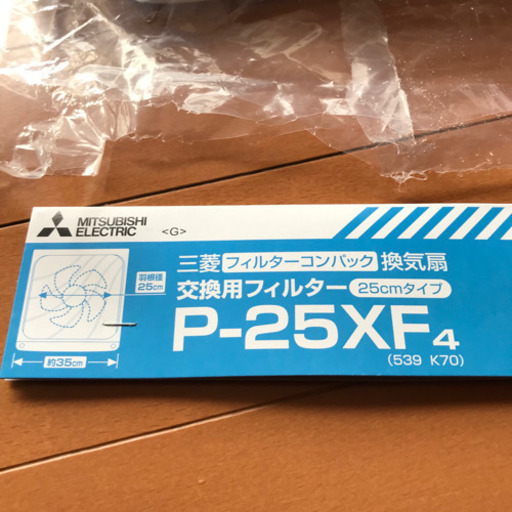 MITSUBISHI
ELECTRIC
<G>
三菱 フィルターコンパック 換気扇
交換用フィルター 25cmタイプ
P-25XF4
(539 K70)
羽根径
25cm
約35cm